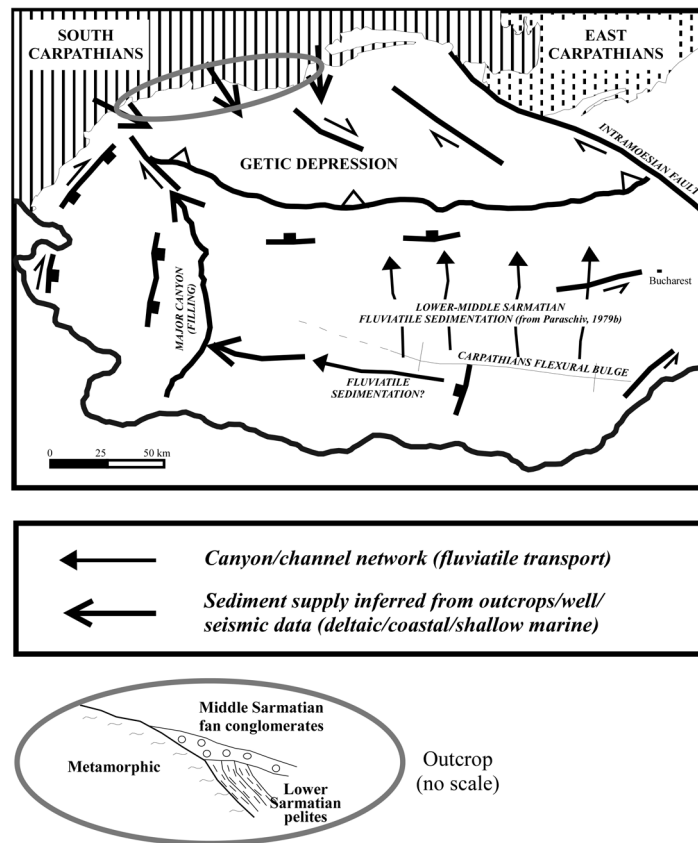 SOUTH
CARPATHIANS
EAST
CARPATHIANS
INTRAMOESIAN FAULT
GETIC DEPRESSION
Bucharest
MAJOR CANYON
(FILLING)
LOWER-MIDDLE SARMATIAN
FLUVIATILE SEDIMENTATION (from Paraschiv, 1979b)
CARPATHIANS FLEXURAL BULGE
FLUVIATILE
SEDIMENTATION?
0 25 50 km
Canyon/channel network (fluviatile transport)
Sediment supply inferred from outcrops/well/
seismic data (deltaic/coastal/shallow marine)
Middle Sarmatian
fan conglomerates
Metamorphic
Lower
Sarmatian
pelites
Outcrop
(no scale)